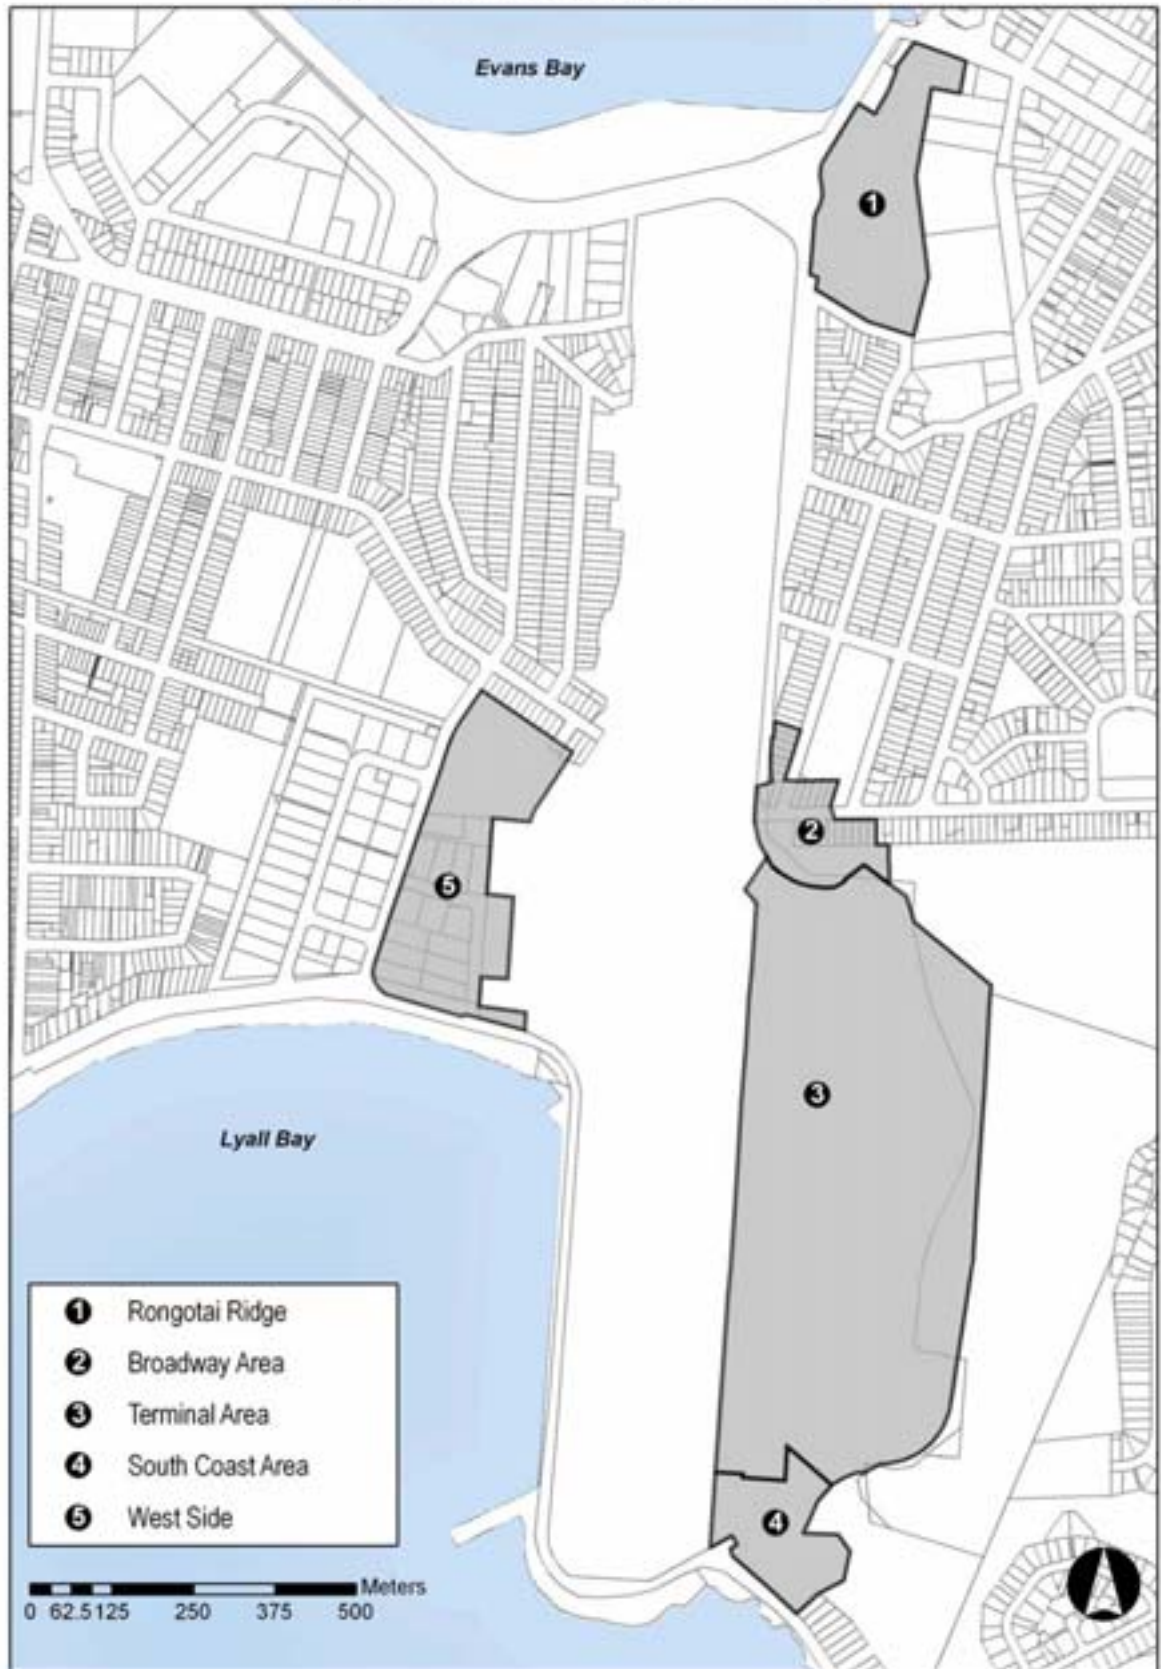 Evans Bay
1
2
5
3
Lyall Bay
4
1 Rongotai Ridge
2 Broadway Area
3 Terminal Area
4 South Coast Area
5 West Side
Meters
0 62.5 125 250 375 500